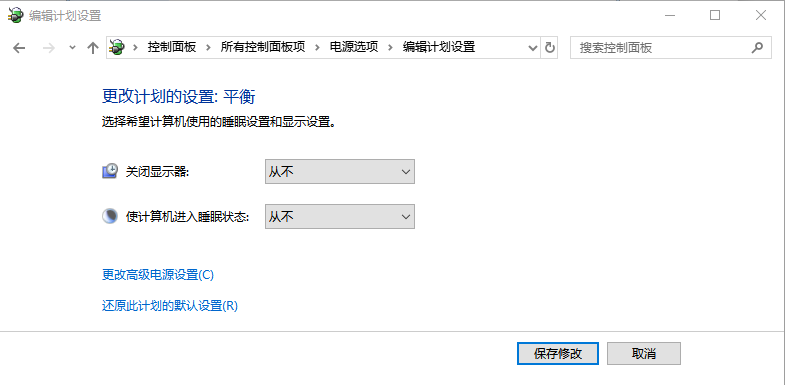 编辑计划设置
控制面板 所有控制面板项 电源选项 编辑计划设置 搜索控制面板
更改计划的设置: 平衡
选择希望计算机使用的睡眠设置和显示设置。
关闭显示器: 从不
使计算机进入睡眠状态: 从不
更改高级电源设置(C)
还原此计划的默认设置(R)
保存修改 取消